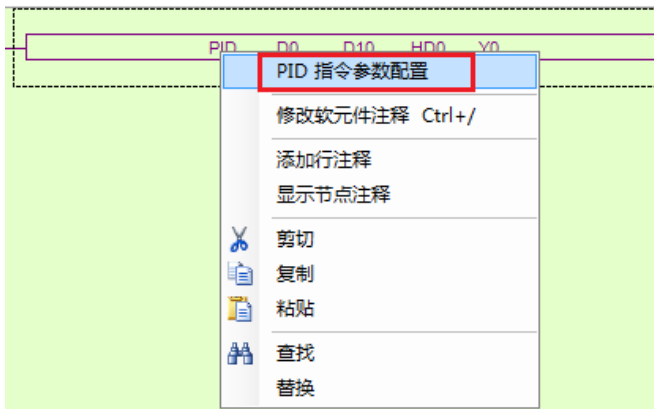 PID D0 D10 HD0 Y0
PID 指令参数配置
修改软元件注释 Ctrl+/
添加行注释
显示节点注释
剪切
复制
粘贴
查找
替换